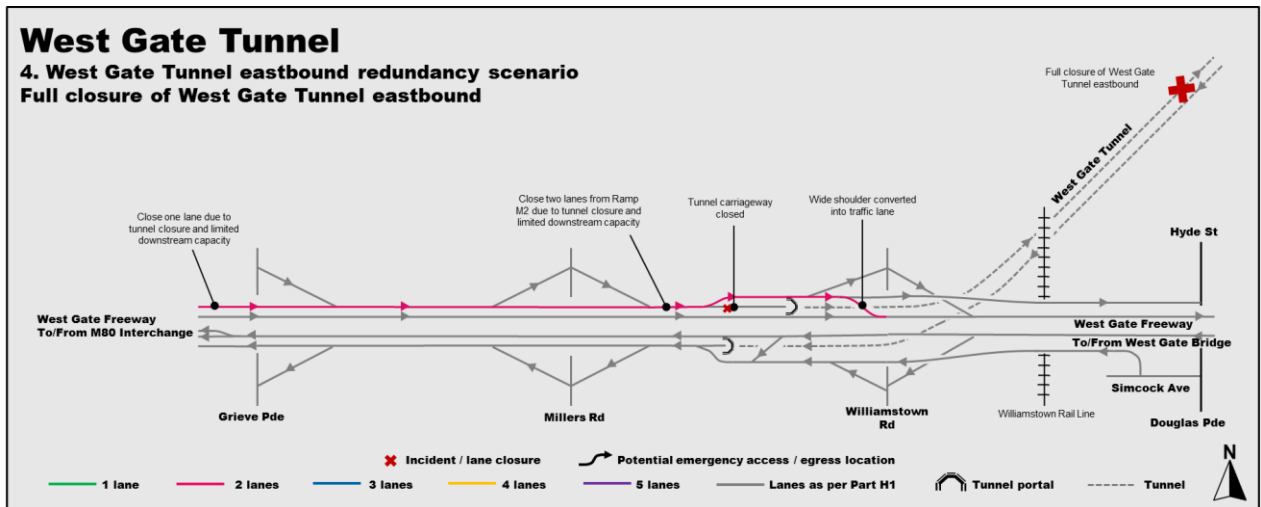 West Gate Tunnel
4. West Gate Tunnel eastbound redundancy scenario
Full closure of West Gate Tunnel eastbound
Full closure of West Gate
Tunnel eastbound
West Gate Tunnel
Close one lane due to
tunnel closure and limited
downstream capacity
Close two lanes from Ramp
M2 due to tunnel closure and
limited downstream capacity
Tunnel carriageway
closed
Wide shoulder converted
into traffic lane
Hyde St
West Gate Freeway
To/From M80 Interchange
West Gate Freeway
To/From West Gate Bridge
Simcock Ave
Grieve Pde
Millers Rd
Williamstown
Rd
Williamstown Rail Line
Douglas Pde
Incident / lane closure
Potential emergency access / egress location
1 lane
2 lanes
3 lanes
4 lanes
5 lanes
Lanes as per Part H1
Tunnel portal
Tunnel
N